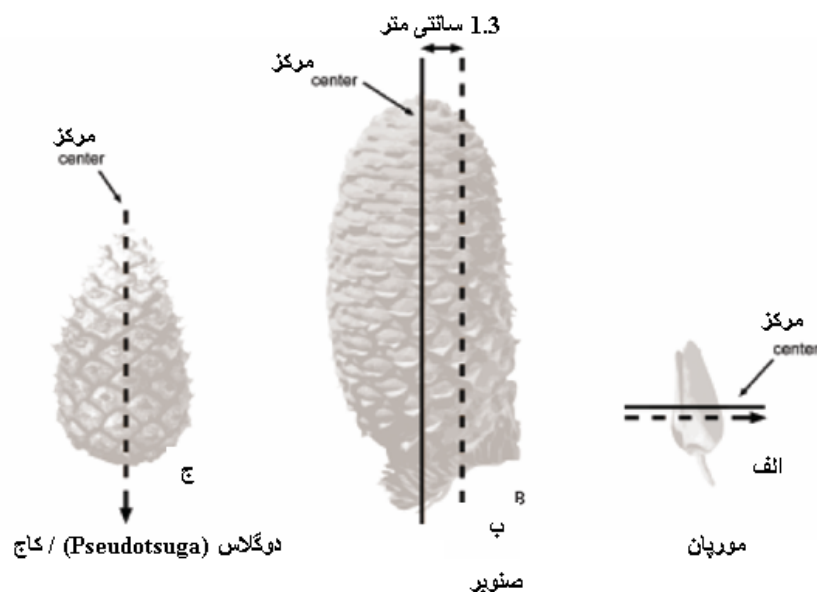 1.3 سانتی متر
مرکز
center
مرکز
center
مرکز
center
ج
الف
B
ب
دوگلاس (Pseudotsuga) / کاج
مورپان
صنوبر